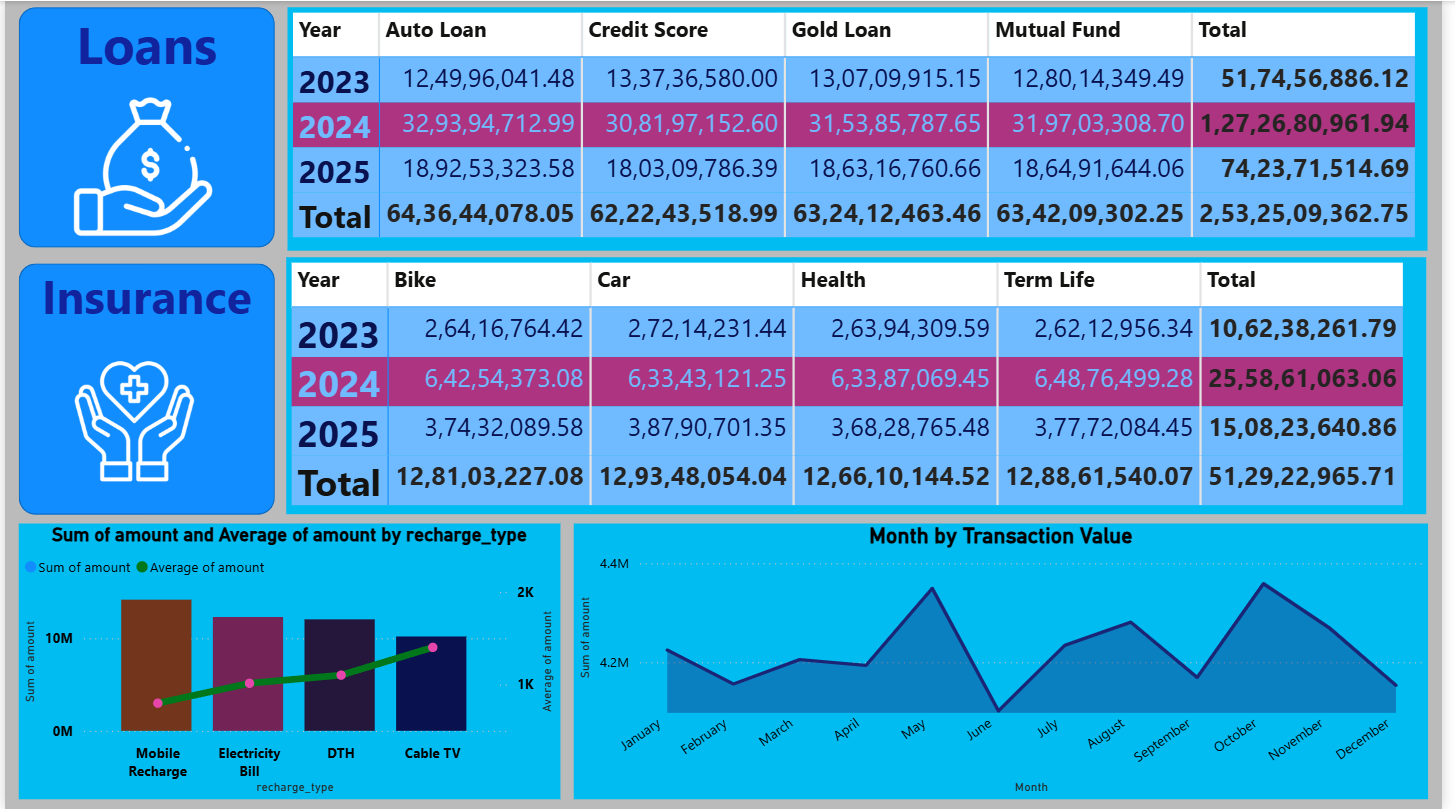 Loans
$
Year Auto Loan Credit Score Gold Loan Mutual Fund Total
2023 12,49,96,041.48 13,37,36,580.00 13,07,09,915.15 12,80,14,349.49 51,74,56,886.12
2024 32,93,94,712.99 30,81,97,152.60 31,53,85,787.65 31,97,03,308.70 1,27,26,80,961.94
2025 18,92,53,323.58 18,03,09,786.39 18,63,16,760.66 18,64,91,644.06 74,23,71,514.69
Total 64,36,44,078.05 62,22,43,518.99 63,24,12,463.46 63,42,09,302.25 2,53,25,09,362.75
Insurance
Year Bike Car Health Term Life Total
2023 2,64,16,764.42 2,72,14,231.44 2,63,94,309.59 2,62,12,956.34 10,62,38,261.79
2024 6,42,54,373.08 6,33,43,121.25 6,33,87,069.45 6,48,76,499.28 25,58,61,063.06
2025 3,74,32,089.58 3,87,90,701.35 3,68,28,765.48 3,77,72,084.45 15,08,23,640.86
Total 12,81,03,227.08 12,93,48,054.04 12,66,10,144.52 12,88,61,540.07 51,29,22,965.71
Sum of amount and Average of amount by recharge_type
Sum of amount Average of amount
Sum of amount
10M
0M
2K
1K
Average of amount
Mobile Recharge Electricity Bill DTH Cable TV
recharge_type
Month by Transaction Value
Sum of amount
4.4M
4.2M
January February March April May June July August September October November December
Month